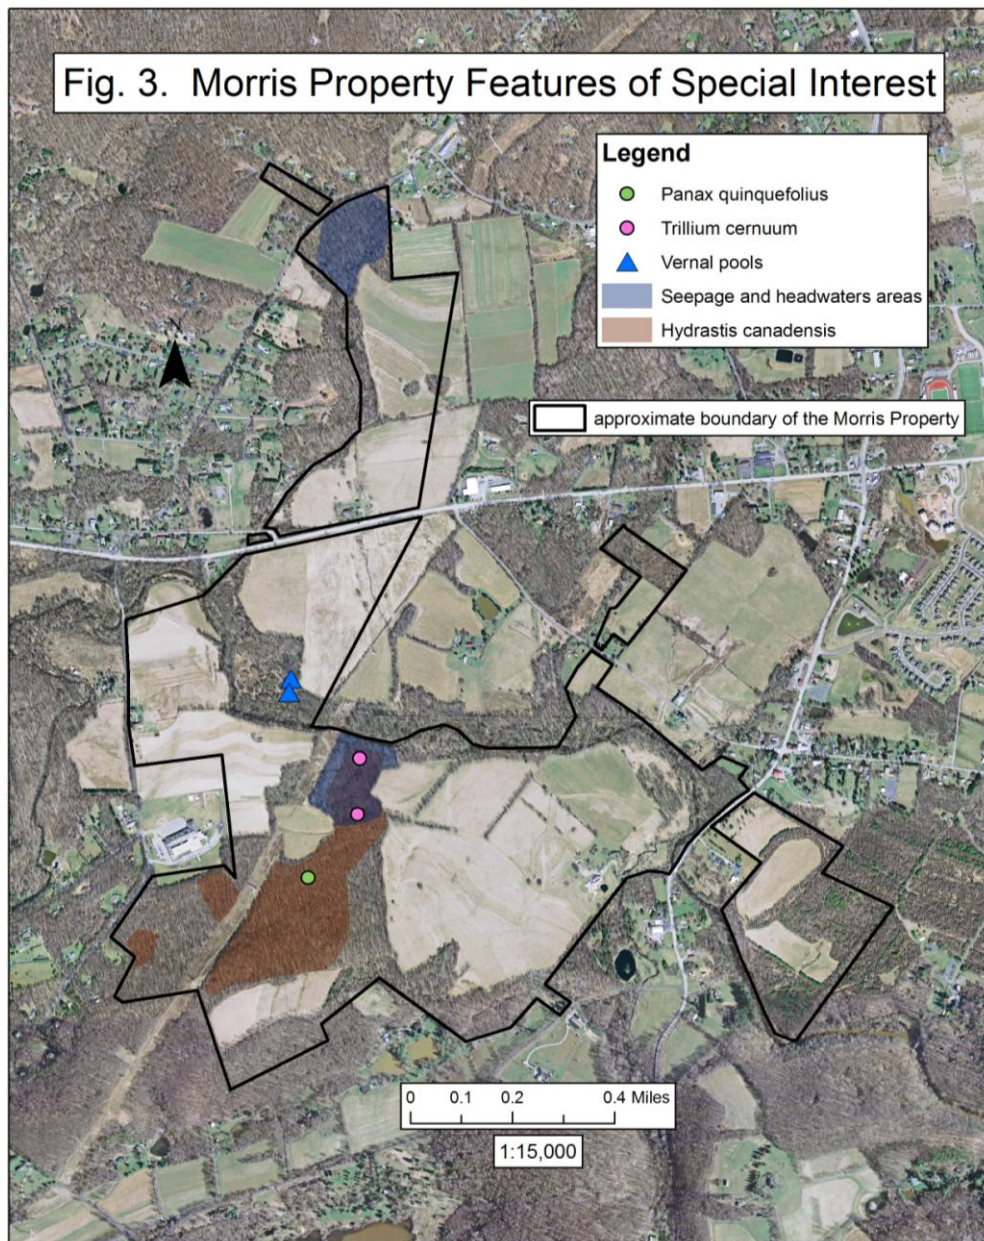 Fig. 3.  Morris Property Features of Special Interest
Legend
Panax quinquefolius
Trillium cernuum
Vernal pools
Seepage and headwaters areas
Hydrastis canadensis
N
approximate boundary of the Morris Property
0 0.1 0.2 0.4 Miles
1:15,000